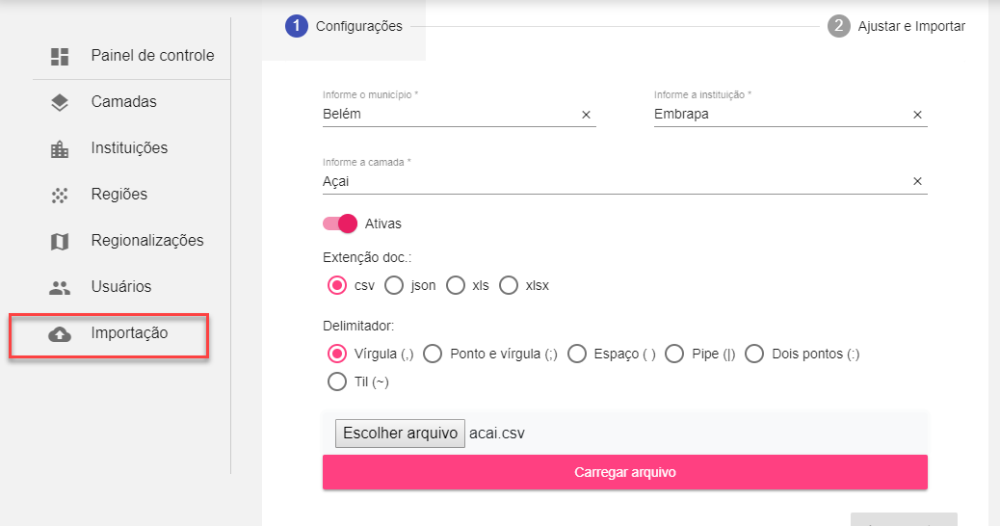 Painel de controle
Camadas
Instituições
Regiões
Regionalizações
Usuários
Importação
1 Configurações
2 Ajustar e Importar
Informe o município *
Belém ×
Informe a instituição *
Embrapa ×
Informe a camada *
Açai ×
Ativas
Extenção doc.:
csv json xls xlsx
Delimitador:
Vírgula (,) Ponto e vírgula (;) Espaço ( ) Pipe (|) Dois pontos (:)
Til (~)
Escolher arquivo acai.csv
Carregar arquivo